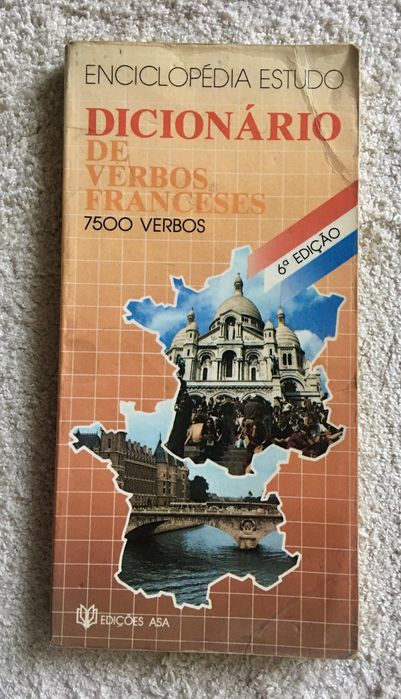 ENCICLOPÉDIA ESTUDO
DICIONÁRIO
DE
VERBOS
FRANCESES
7500 VERBOS
6ª EDIÇÃO
EDIÇÕES ASA